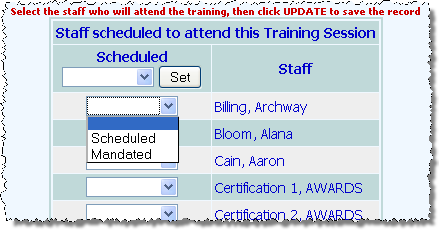 Select the staff who will attend the training, then click UPDATE to save the record
Staff scheduled to attend this Training Session
Scheduled
Set
Staff
Billing, Archway
Scheduled
Mandated
Bloom, Alana
Cain, Aaron
Certification 1, AWARDS
Certification 2, AWARDS